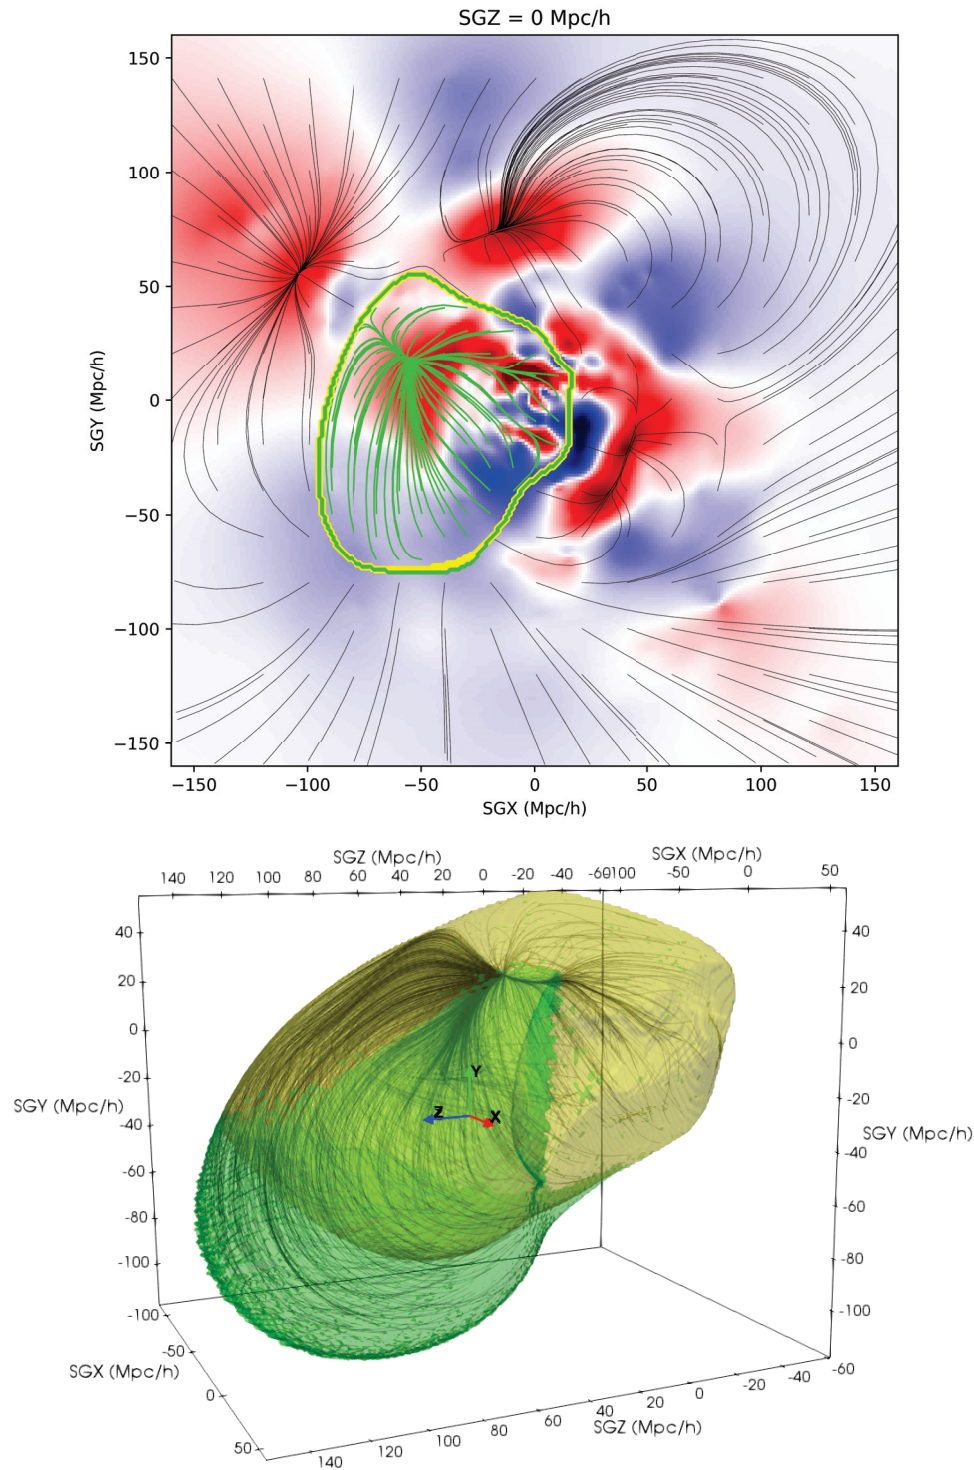 SGZ = 0 Mpc/h
150
100
50
0
−50
−100
−150
SGY (Mpc/h)
−150 −100 −50 0 50 100 150
SGX (Mpc/h)
SGZ (Mpc/h) SGX (Mpc/h)
140 120 100 80 60 40 20 0 -20 -40 -60 -100 -50 0 50
40 40
20 20
0 0
-20 -20
SGY (Mpc/h) SGY (Mpc/h)
-40 -40
-60 -60
-80 -80
-100 -100
Y
Z X
-100
-50
SGX (Mpc/h)
0
50
140 120 100 80 60 40 20 0 -20 -40 -60
SGZ (Mpc/h)